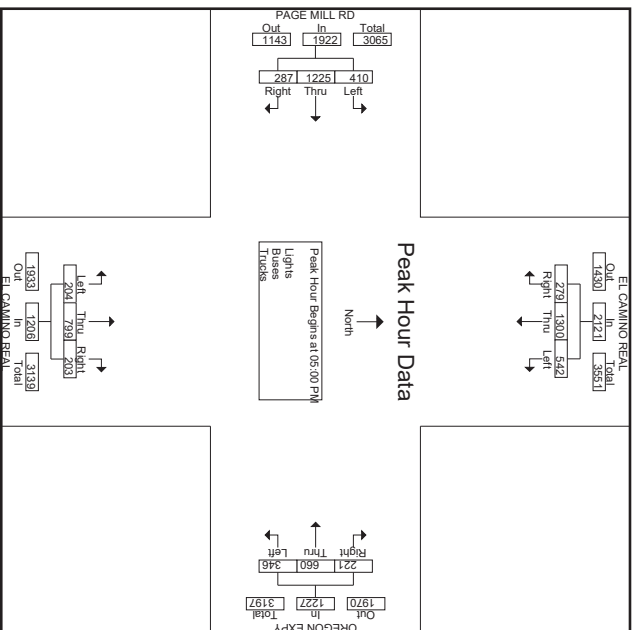 PAGE MILL RD
Out In Total
1143 1922 3065
287 1225 410
Right Thru Left
EL CAMINO REAL
Out In Total
1430 2121 3551
279 1300 542
Right Thru Left
Peak Hour Data
North
Peak Hour Begins at 05:00 PM
Lights
Buses
Trucks
Left Thru Right
204 799 203
1933 1206 3139
Out In Total
EL CAMINO REAL
Left Thru Right
346 660 221
3197 1227 1970
Total In Out
OREGON EXPY